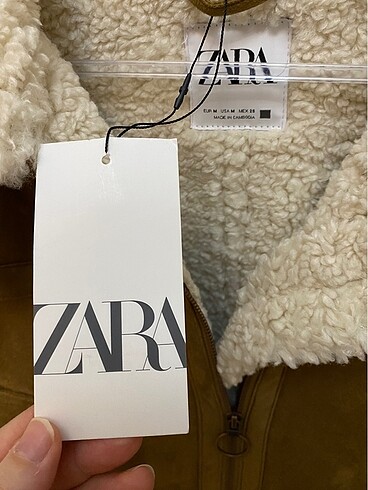 ZARA
EUR M USA M MEX 28
MADE IN CAMBODIA
ZARA